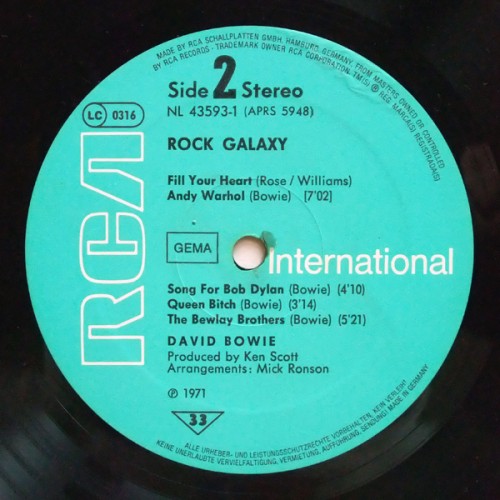 MADE BY RCA SCHALLPLATTEN GMBH, HAMBURG, GERMANY, FROM MASTERS OWNED OR CONTROLLED
BY RCA RECORDS - TRADEMARK OWNER RCA CORPORATION, TM(S) ® REG. MARCA(S)
Side 2 Stereo
NL 43593-1 (APRS 5948)
LC 0316
ROCK GALAXY
Fill Your Heart (Rose/Williams)
Andy Warhol (Bowie) [7'02]
RCA
GEMA
International
Song For Bob Dylan (Bowie) (4'10)
Queen Bitch (Bowie) (3'14)
The Bewlay Brothers (Bowie) (5'21)
DAVID BOWIE
Produced by Ken Scott
Arrangements: Mick Ronson
℗ 1971
33
ALLE URHEBER- UND LEISTUNGSSCHUTZRECHTE VORBEHALTEN, KEIN VERLEIH!
KEINE UNERLAUBTE VERVIELFÄLTIGUNG, VERMIETUNG, AUFFÜHRUNG, SENDUNG! MADE IN GERMANY